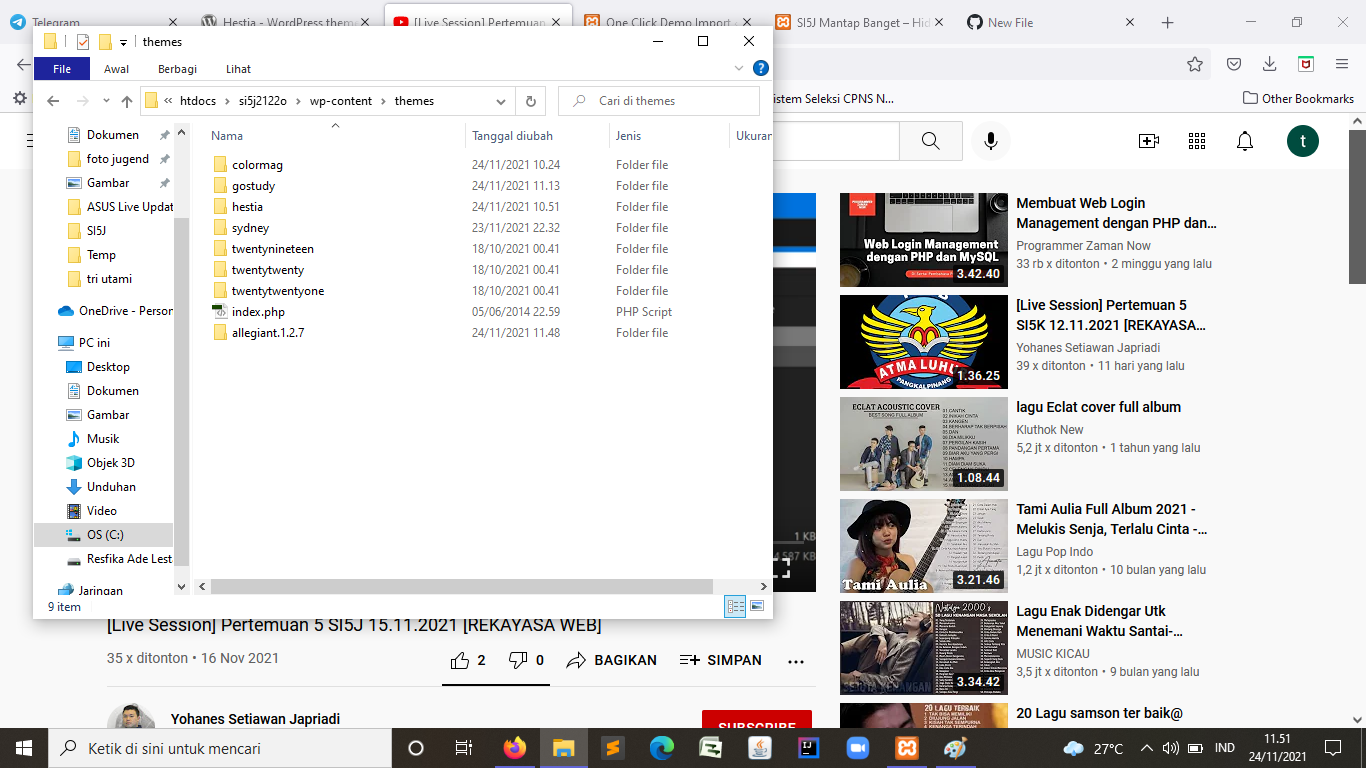 Telegram
Hestia - WordPress them
[Live Session] Pertemuan
One Click Demo Import
SI5J Mantap Banget – Hid
New File
themes
File
Awal
Berbagi
Lihat
htdocs
si5j2122o
wp-content
themes
Cari di themes
istem Seleksi CPNS N...
Other Bookmarks
Nama
Tanggal diubah
Jenis
Ukuran
Dokumen
foto jugend
Gambar
ASUS Live Updat
SI5J
Temp
tri utami
OneDrive - Person
PC ini
Desktop
Dokumen
Gambar
Musik
Objek 3D
Unduhan
Video
OS (C:)
Resfika Ade Lest
Jaringan
colormag 24/11/2021 10.24 Folder file
gostudy 24/11/2021 11.13 Folder file
hestia 24/11/2021 10.51 Folder file
sydney 23/11/2021 22.32 Folder file
twentynineteen 18/10/2021 00.41 Folder file
twentytwenty 18/10/2021 00.41 Folder file
twentytwentyone 18/10/2021 00.41 Folder file
index.php 05/06/2014 22.59 PHP Script
allegiant.1.2.7 24/11/2021 11.48 Folder file
9 item
t
1 KB
587 KB
[Live Session] Pertemuan 5 SI5J 15.11.2021 [REKAYASA WEB]
35 x ditonton • 16 Nov 2021
2
0
BAGIKAN
SIMPAN
Yohanes Setiawan Japriadi
SUBSCRIBE
Web Login Management
dengan PHP dan MySQL
3.42.40
Membuat Web Login
Management dengan PHP dan...
Programmer Zaman Now
33 rb x ditonton • 2 minggu yang lalu
ATMA LUHUR
PANGKALPINANG
1.36.25
[Live Session] Pertemuan 5
SI5K 12.11.2021 [REKAYASA...
Yohanes Setiawan Japriadi
39 x ditonton • 11 hari yang lalu
ECLAT ACOUSTIC COVER
BEST SONG FULL ALBUM
1.08.44
lagu Eclat cover full album
Kluthok New
5,2 jt x ditonton • 1 tahun yang lalu
Tami Aulia
3.21.46
Tami Aulia Full Album 2021 -
Melukis Senja, Terlalu Cinta -...
Lagu Pop Indo
1,2 jt x ditonton • 10 bulan yang lalu
Nostalgia 2000's
3.34.42
Lagu Enak Didengar Utk
Menemani Waktu Santai-...
MUSIC KICAU
3,5 jt x ditonton • 9 bulan yang lalu
20 LAGU TERBAIK
20 Lagu samson ter baik@
Ketik di sini untuk mencari
27°C
IND
11.51
24/11/2021